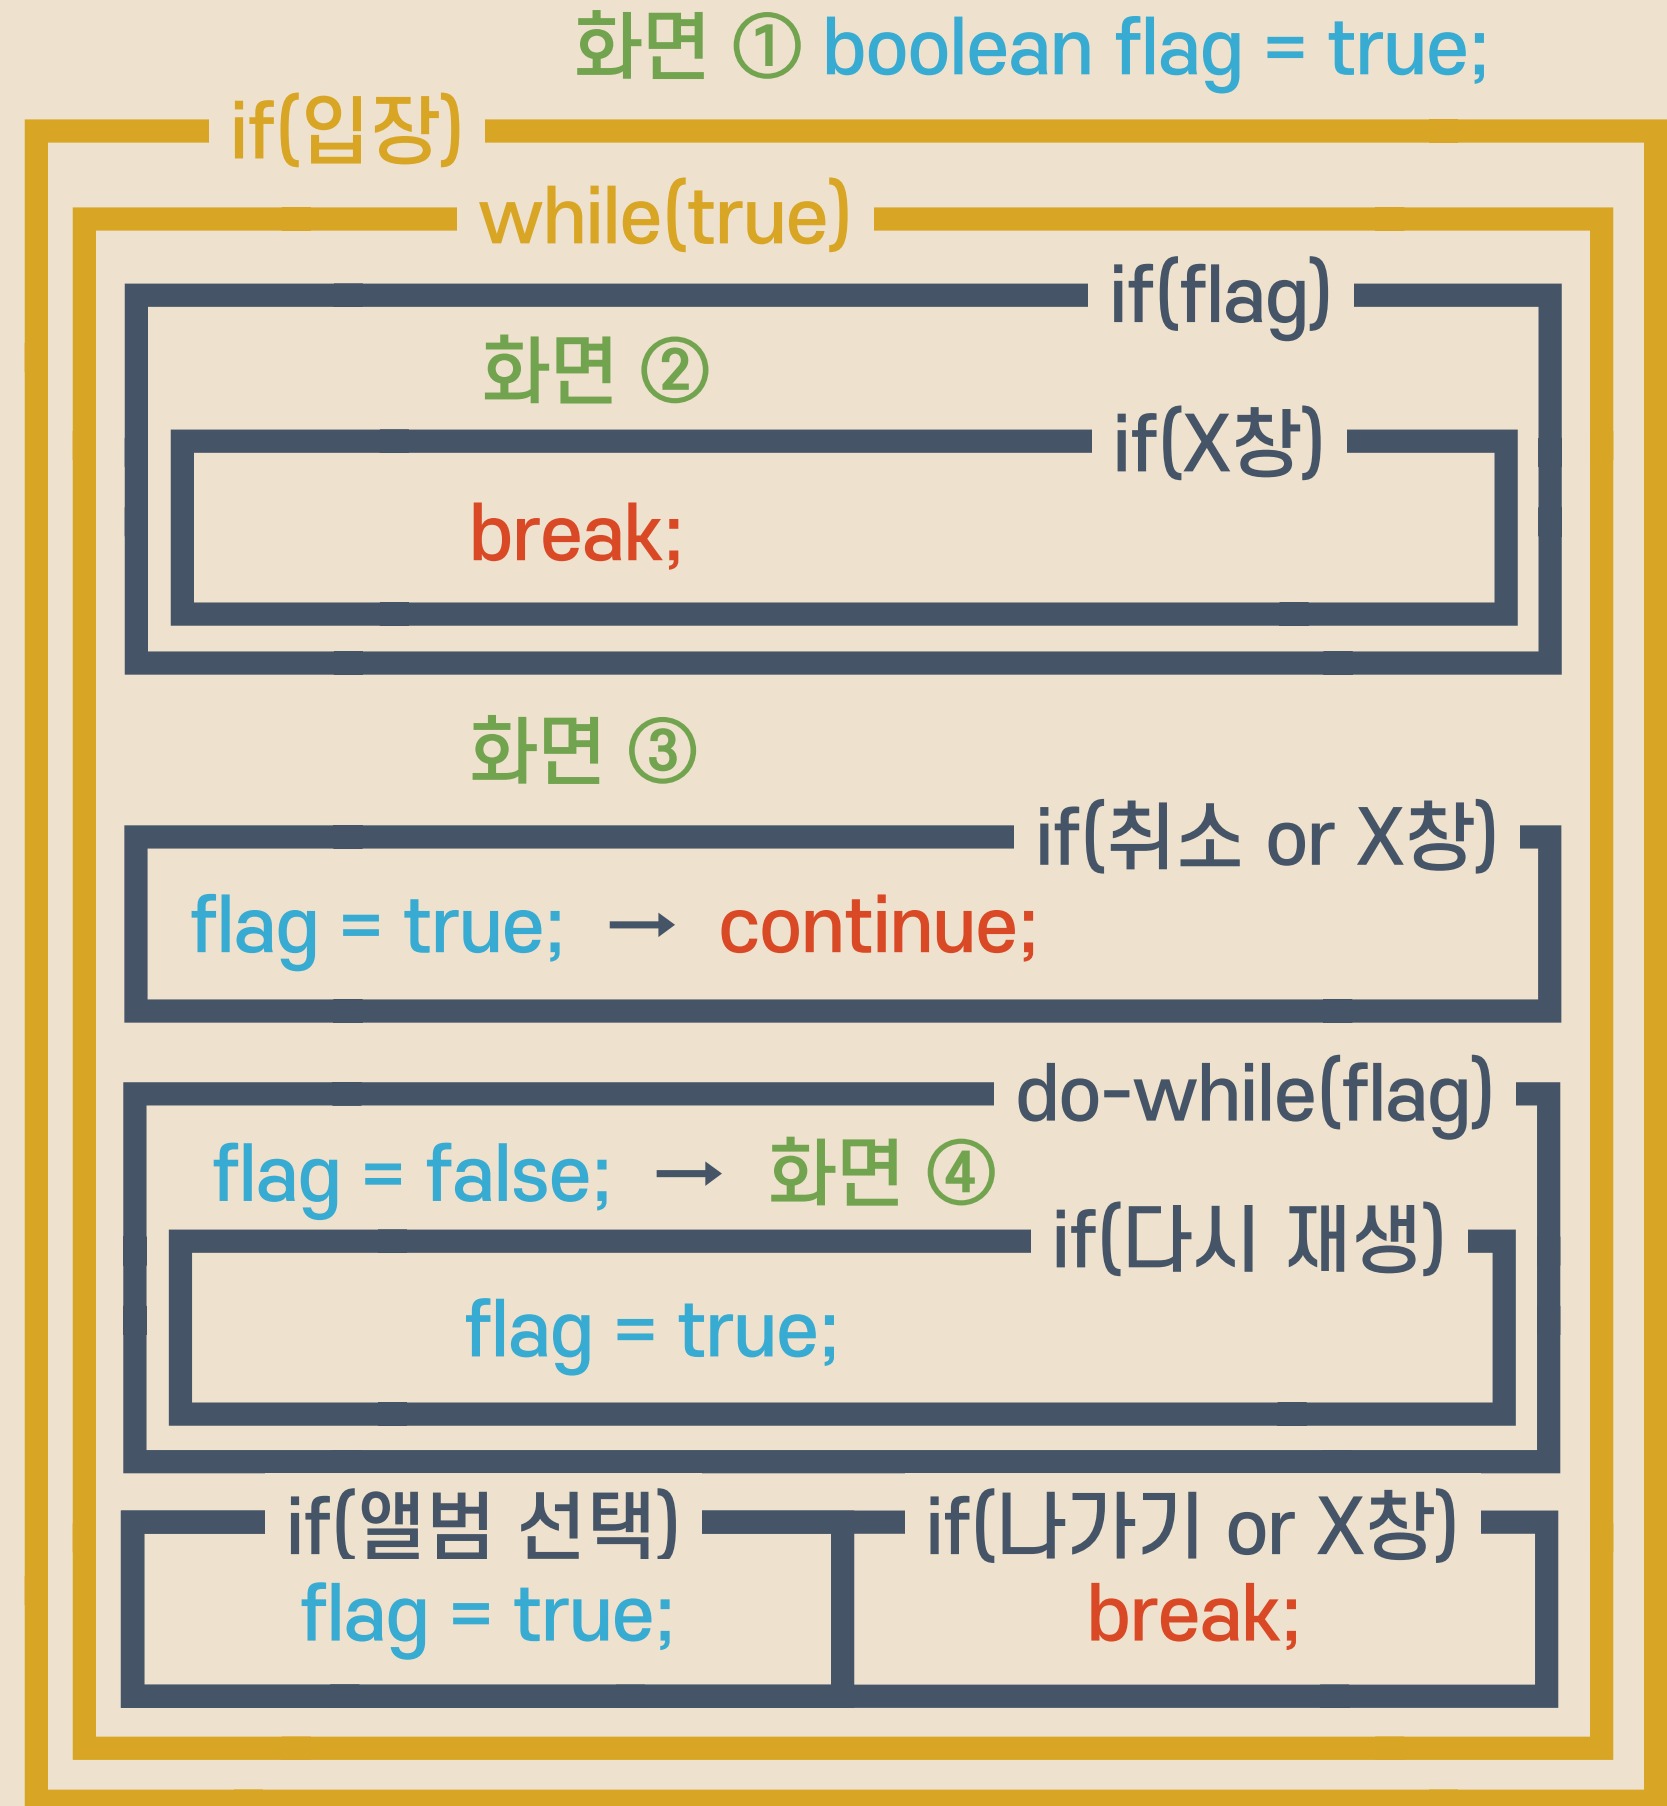 화면 ① boolean flag = true;
if(입장)
while(true)
if(flag)
화면 ②
if(X창)
break;
화면 ③
if(취소 or X창)
flag = true; → continue;
do-while(flag)
flag = false; → 화면 ④
if(다시 재생)
flag = true;
if(앨범 선택) if(나가기 or X창)
flag = true; break;